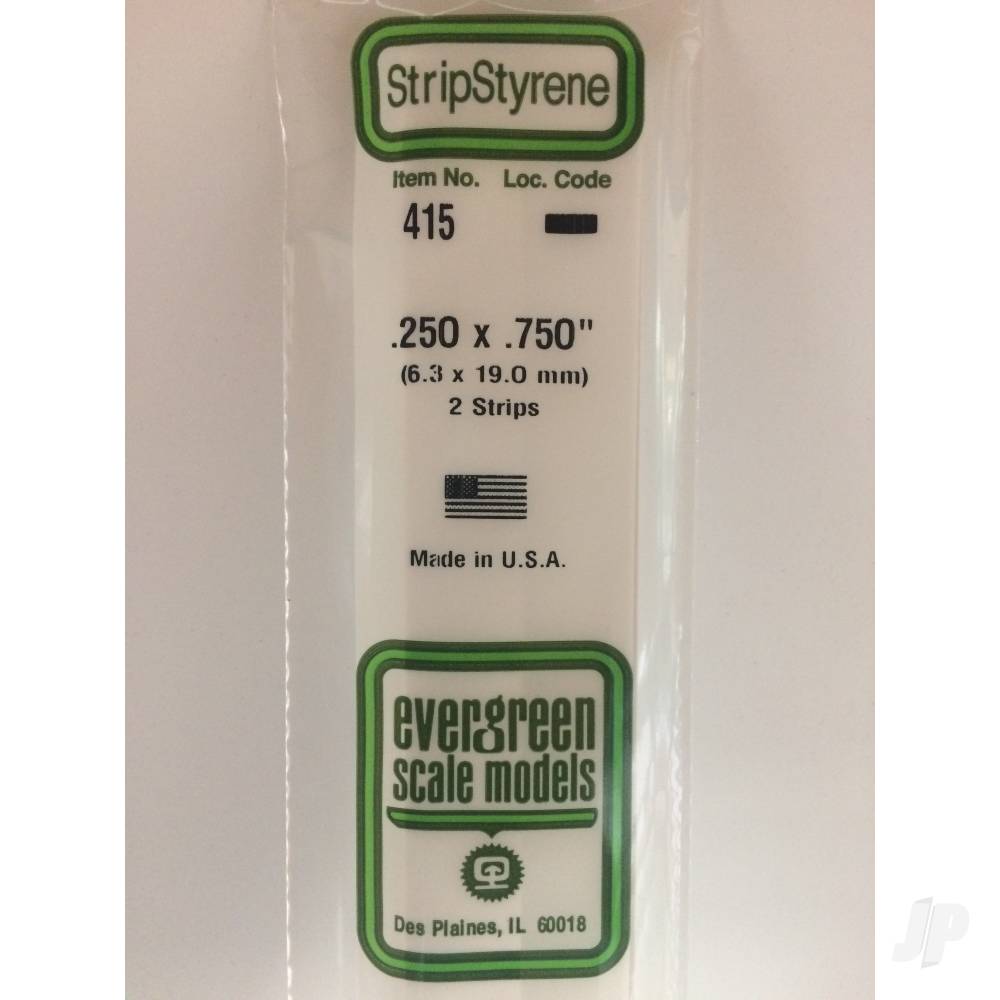 StripStyrene
Item No. Loc. Code
415
.250 x .750"
(6.3 x 19.0 mm)
2 Strips
Made in U.S.A.
evergreen
scale models
Des Plaines, IL 60018
JP